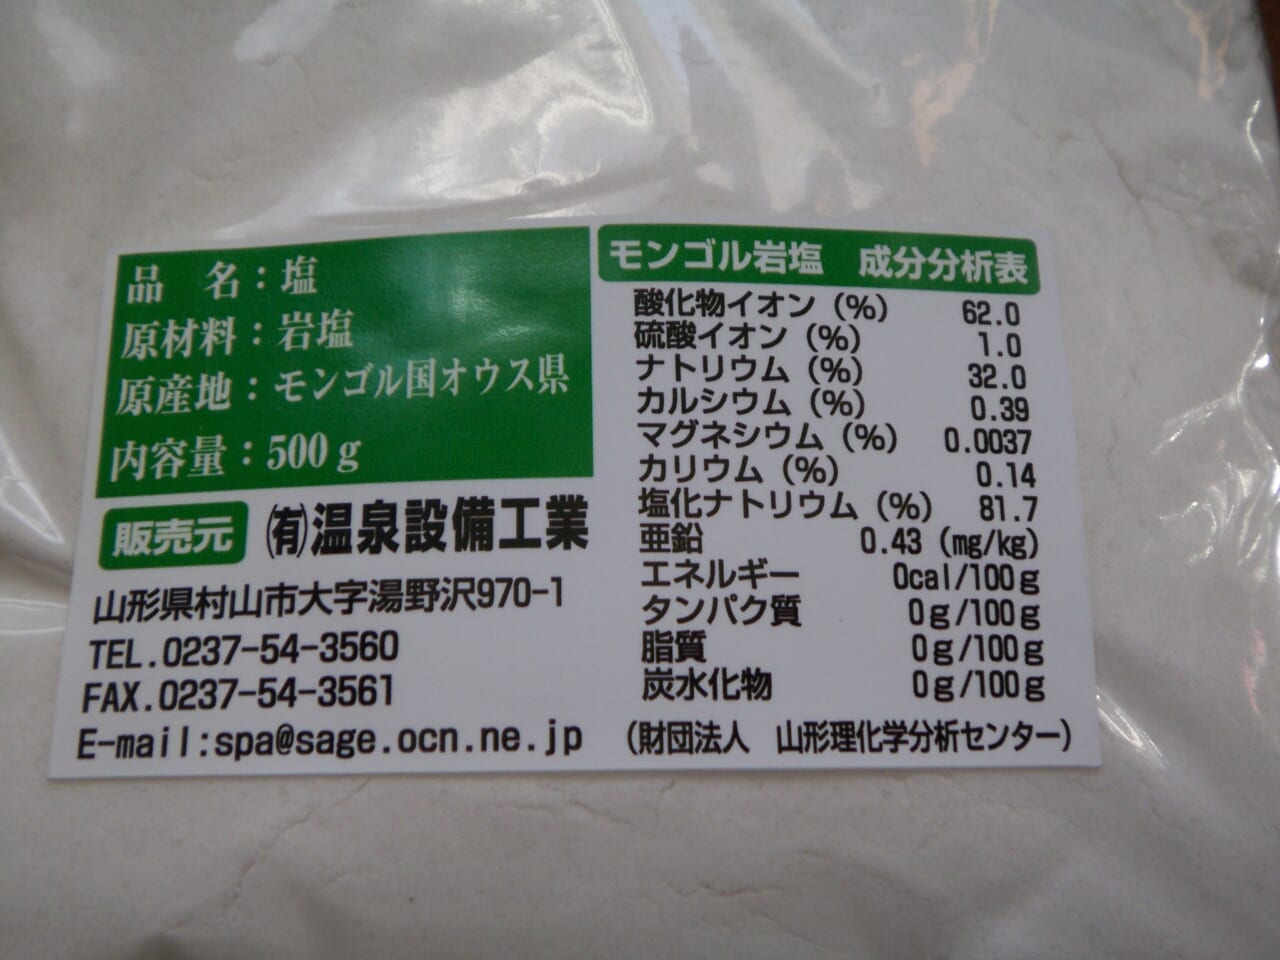 品　名：塩
原材料：岩塩
原産地：モンゴル国オウス県
内容量：500g
販売元 ㈲温泉設備工業
山形県村山市大字湯野沢970-1
TEL.0237-54-3560
FAX.0237-54-3561
E-mail:spa@sage.ocn.ne.jp
モンゴル岩塩　成分分析表
酸化物イオン（%） 62.0
硫酸イオン（%） 1.0
ナトリウム（%） 32.0
カルシウム（%） 0.39
マグネシウム（%） 0.0037
カリウム（%） 0.14
塩化ナトリウム（%） 81.7
亜鉛 0.43（mg/kg）
エネルギー 0cal/100g
タンパク質 0g/100g
脂質 0g/100g
炭水化物 0g/100g
（財団法人　山形理化学分析センター）